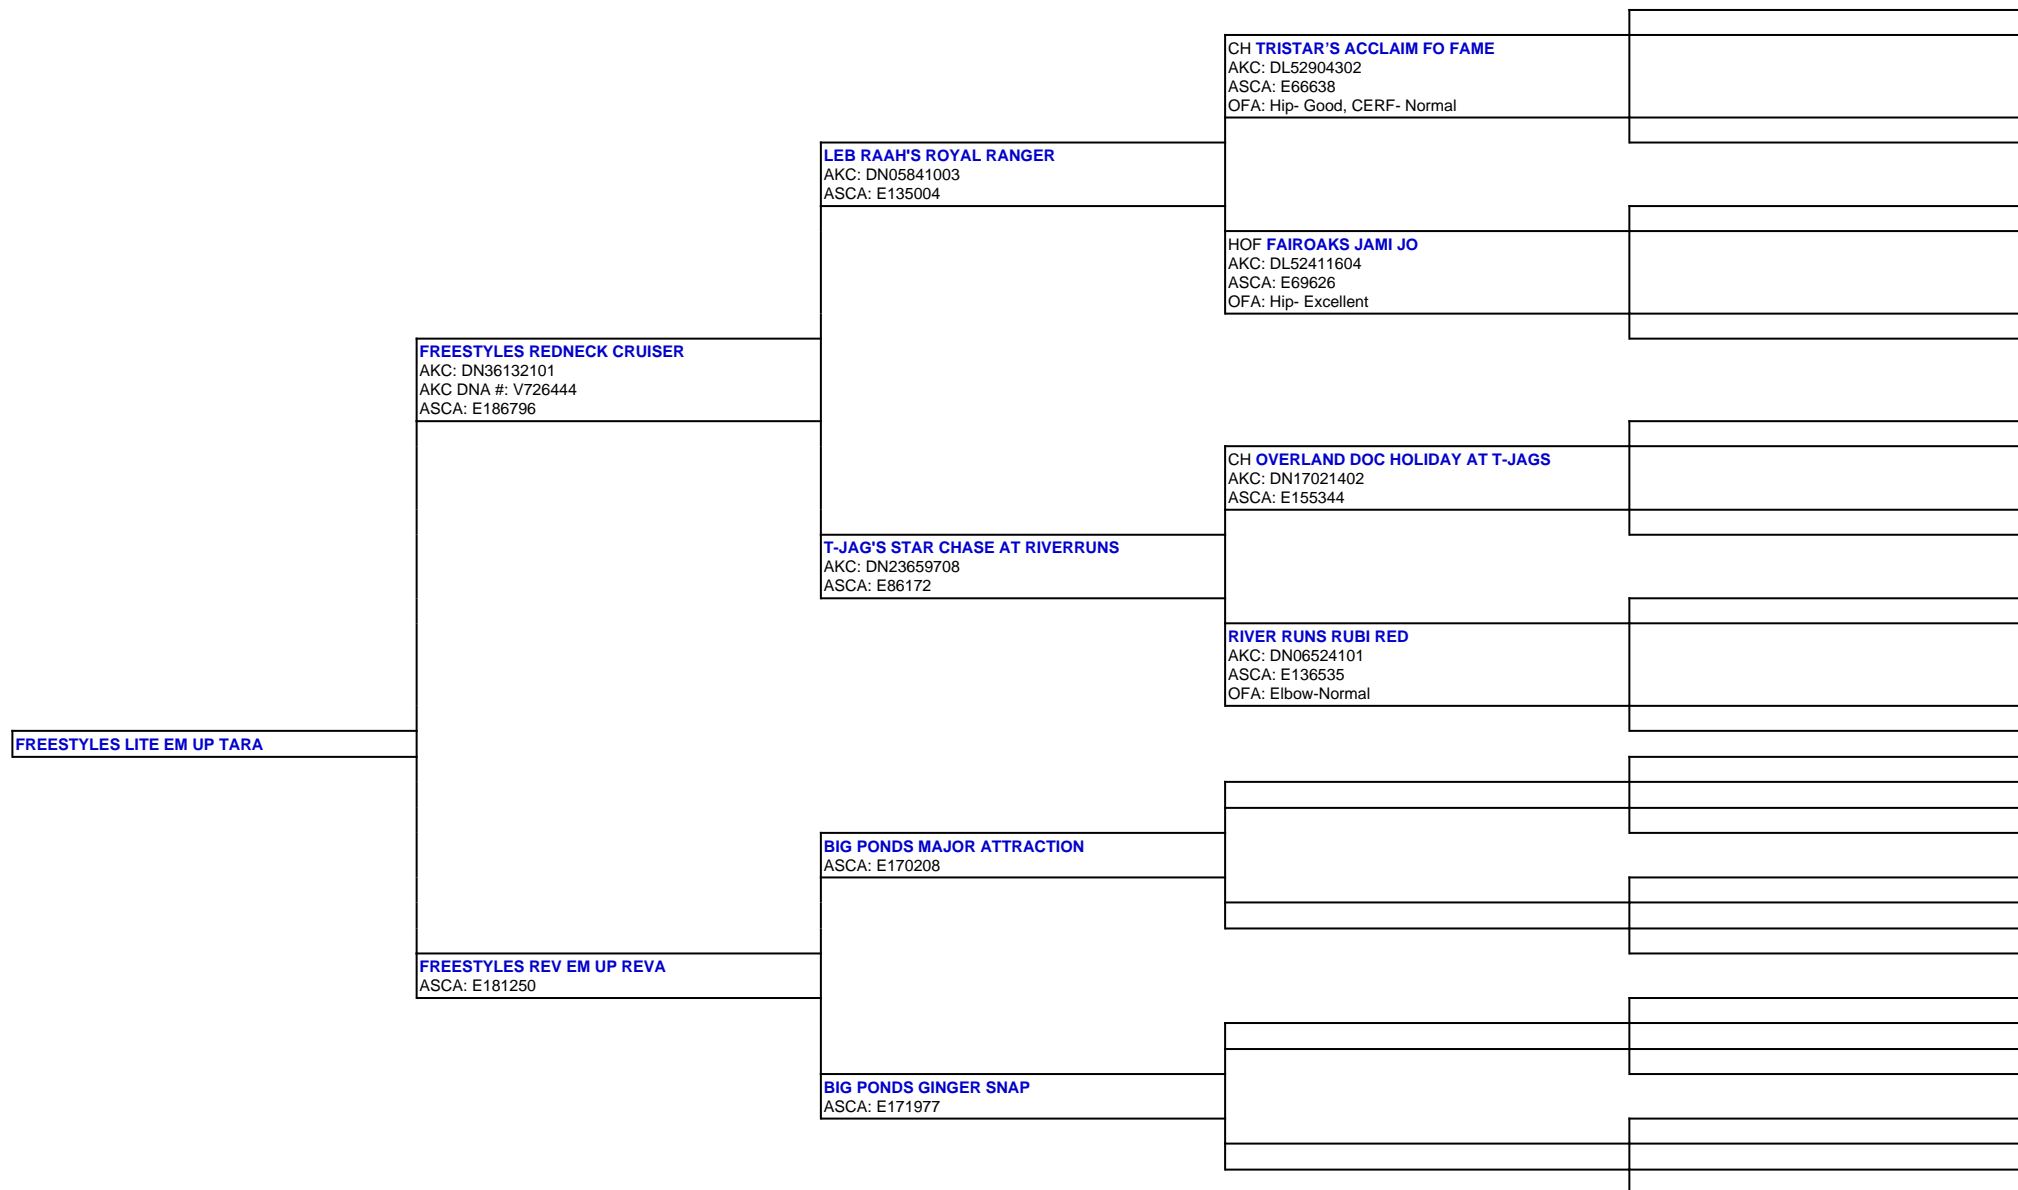 CH TRISTAR’S ACCLAIM FO FAME
AKC: DL52904302
ASCA: E66638
OFA: Hip- Good, CERF- Normal
LEB RAAH'S ROYAL RANGER
AKC: DN05841003
ASCA: E135004
HOF FAIROAKS JAMI JO
AKC: DL52411604
ASCA: E69626
OFA: Hip- Excellent
FREESTYLES REDNECK CRUISER
AKC: DN36132101
AKC DNA #: V726444
ASCA: E186796
CH OVERLAND DOC HOLIDAY AT T-JAGS
AKC: DN17021402
ASCA: E155344
T-JAG'S STAR CHASE AT RIVERRUNS
AKC: DN23659708
ASCA: E86172
RIVER RUNS RUBI RED
AKC: DN06524101
ASCA: E136535
OFA: Elbow-Normal
FREESTYLES LITE EM UP TARA
BIG PONDS MAJOR ATTRACTION
ASCA: E170208
FREESTYLES REV EM UP REVA
ASCA: E181250
BIG PONDS GINGER SNAP
ASCA: E171977